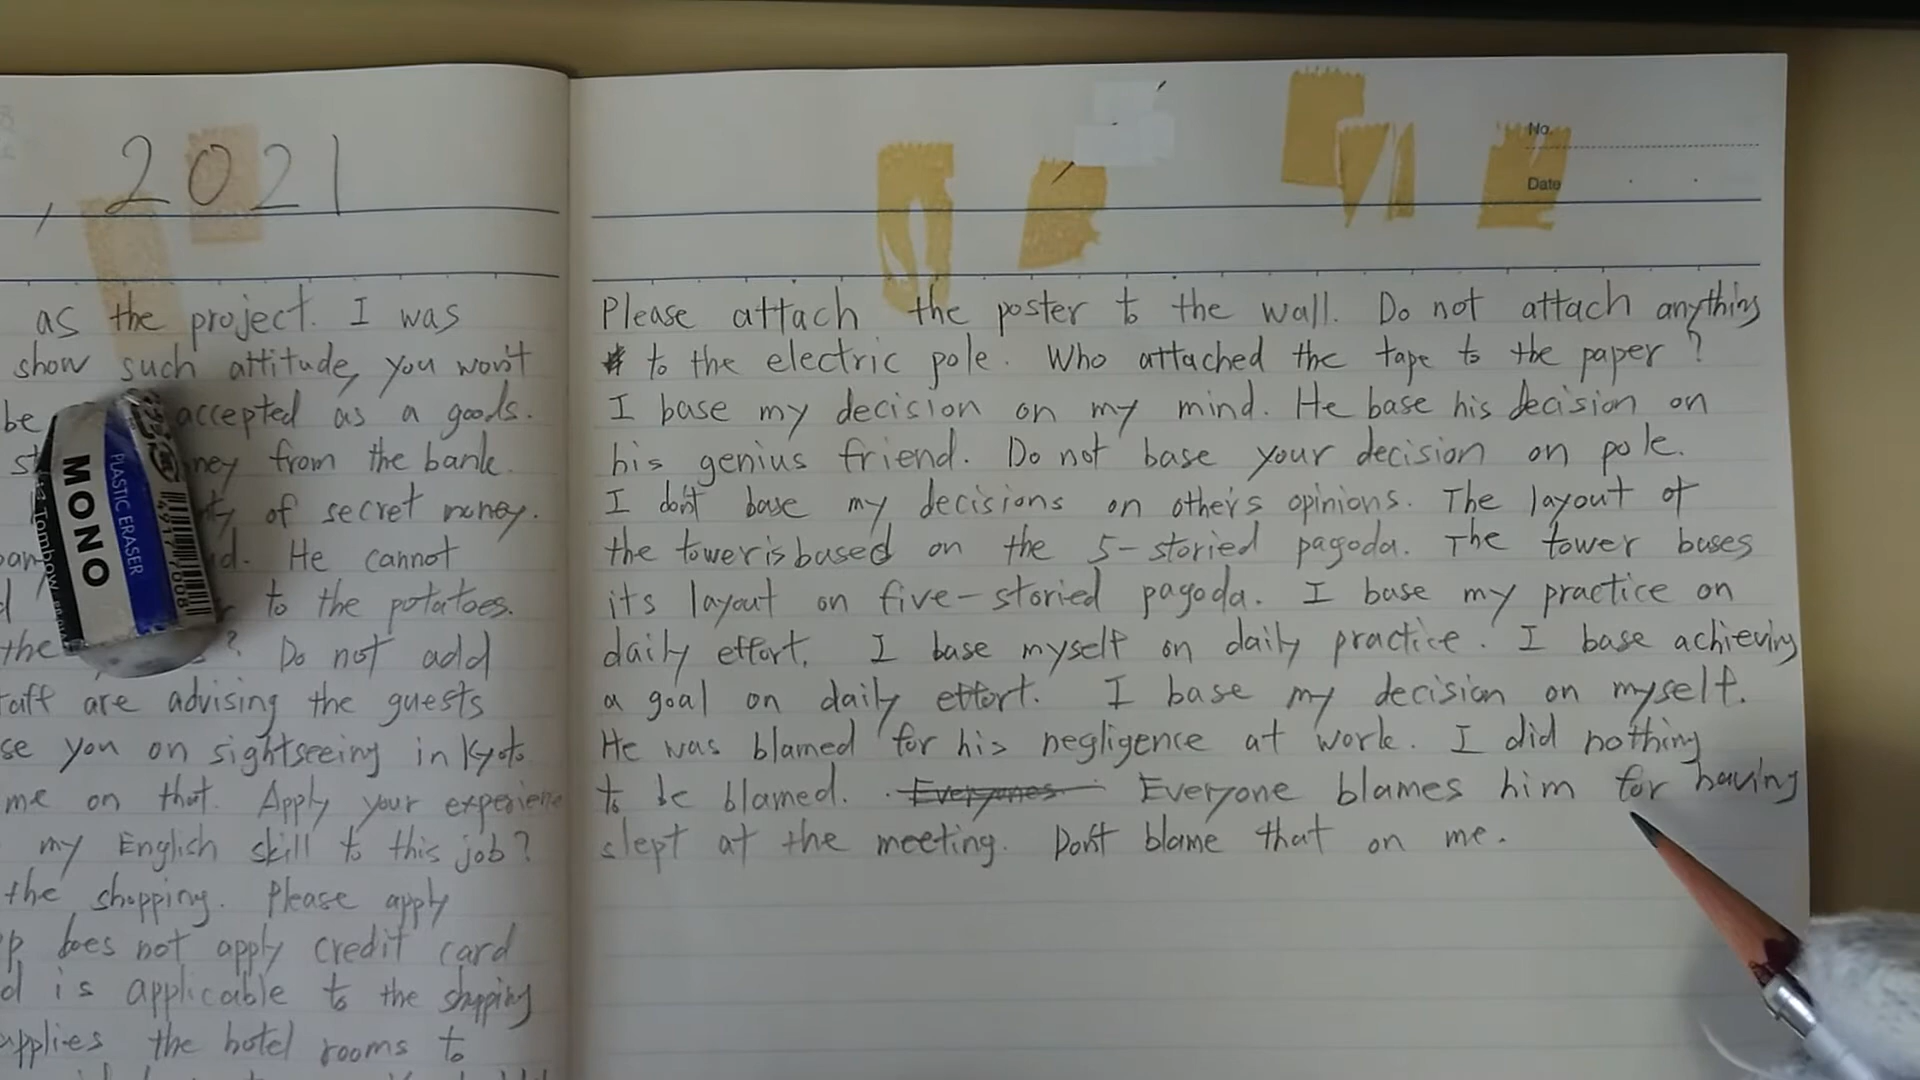 , 2021
as the project. I was
show such attitude, you won't
be accepted as a goods.
from the bank.
of secret money.
He cannot
to the potatoes.
the ? Do not add
are advising the guests
you on sightseeing in Kyoto
me on that. Apply your experience
my English skill to this job?
the shopping. Please apply
does not apply credit card
is applicable to the shopping
applies the hotel rooms to
MONO
PLASTIC ERASER
Tombow
No.
Date
Please attach the poster to the wall. Do not attach anything
to the electric pole. Who attached the tape to the paper?
I base my decision on my mind. He base his decision on
his genius friend. Do not base your decision on pole.
I don't base my decisions on other's opinions. The layout of
the tower is based on the 5-storied pagoda. The tower bases
its layout on five-storied pagoda. I base my practice on
daily effort. I base myself on daily practice. I base achieving
a goal on daily effort. I base my decision on myself.
He was blamed for his negligence at work. I did nothing
to be blamed. Everyones Everyone blames him for having
slept at the meeting. Don't blame that on me.